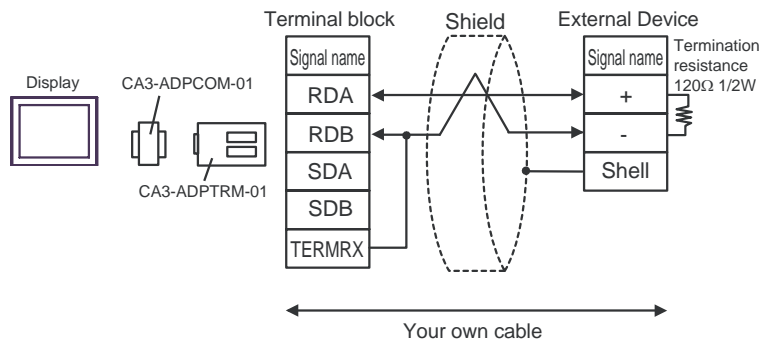 Terminal block
Shield
External Device
Display
CA3-ADPCOM-01
CA3-ADPTRM-01
Signal name
RDA
RDB
SDA
SDB
TERMRX
Signal name
+
-
Shell
Termination
resistance
120Ω 1/2W
Your own cable